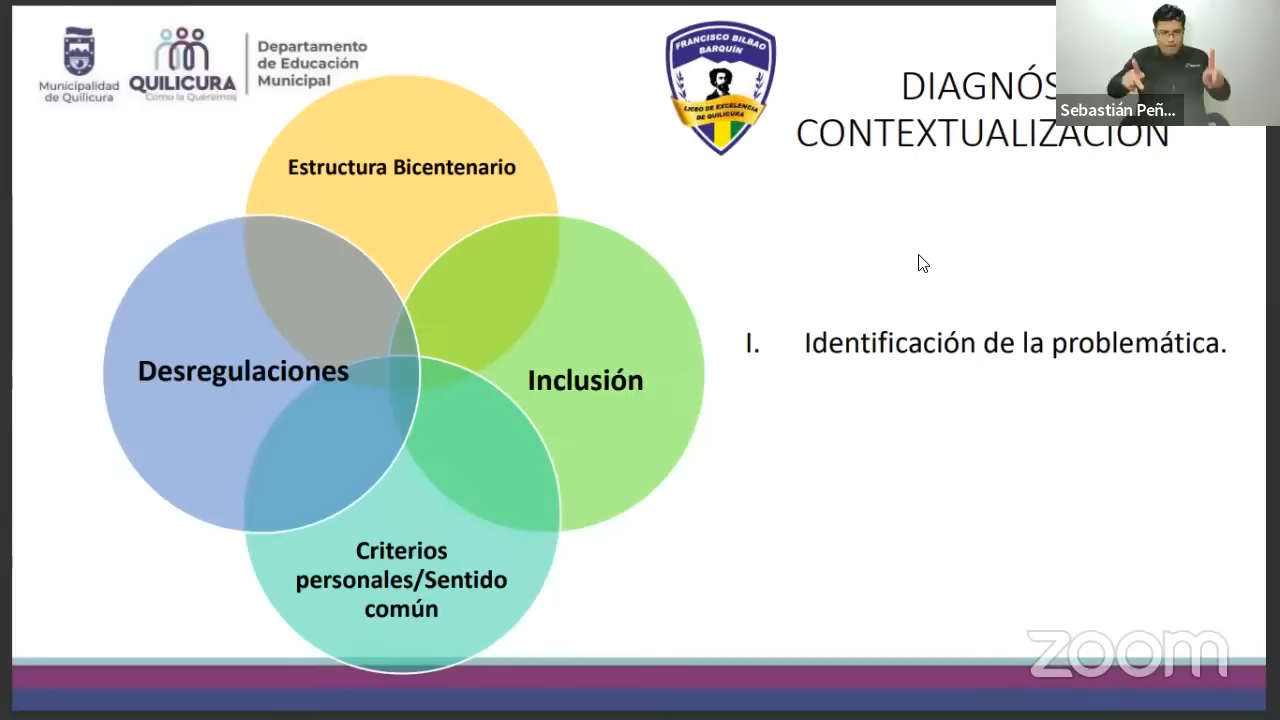 Municipalidad
de Quilicura
QUILICURA
Como la Queremos
Departamento
de Educación
Municipal
FRANCISCO BILBAO
BARQUÍN
LICEO DE EXCELENCIA
DE QUILICURA
DIAGNÓS
CONTEXTUALIZACIÓN
Sebastián Peñ...
Estructura Bicentenario
Desregulaciones
Inclusión
Criterios
personales/Sentido
común
I. Identificación de la problemática.
zoom